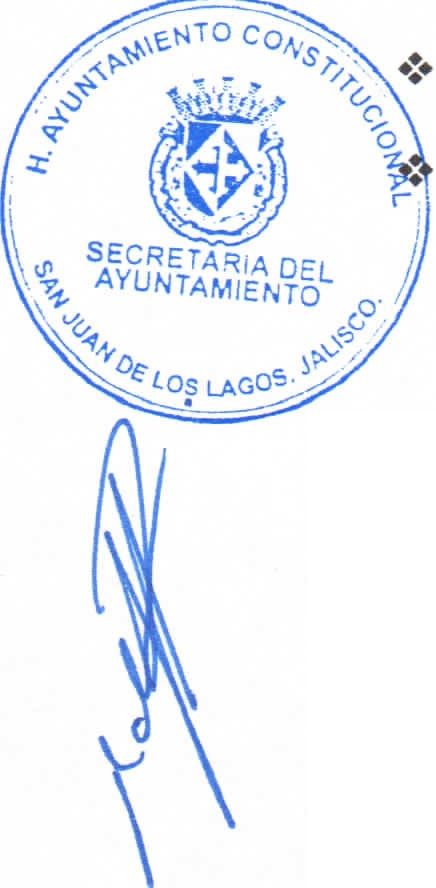 H. AYUNTAMIENTO CONSTITUCIONAL
SECRETARIA DEL
AYUNTAMIENTO
SAN JUAN DE LOS LAGOS, JALISCO.